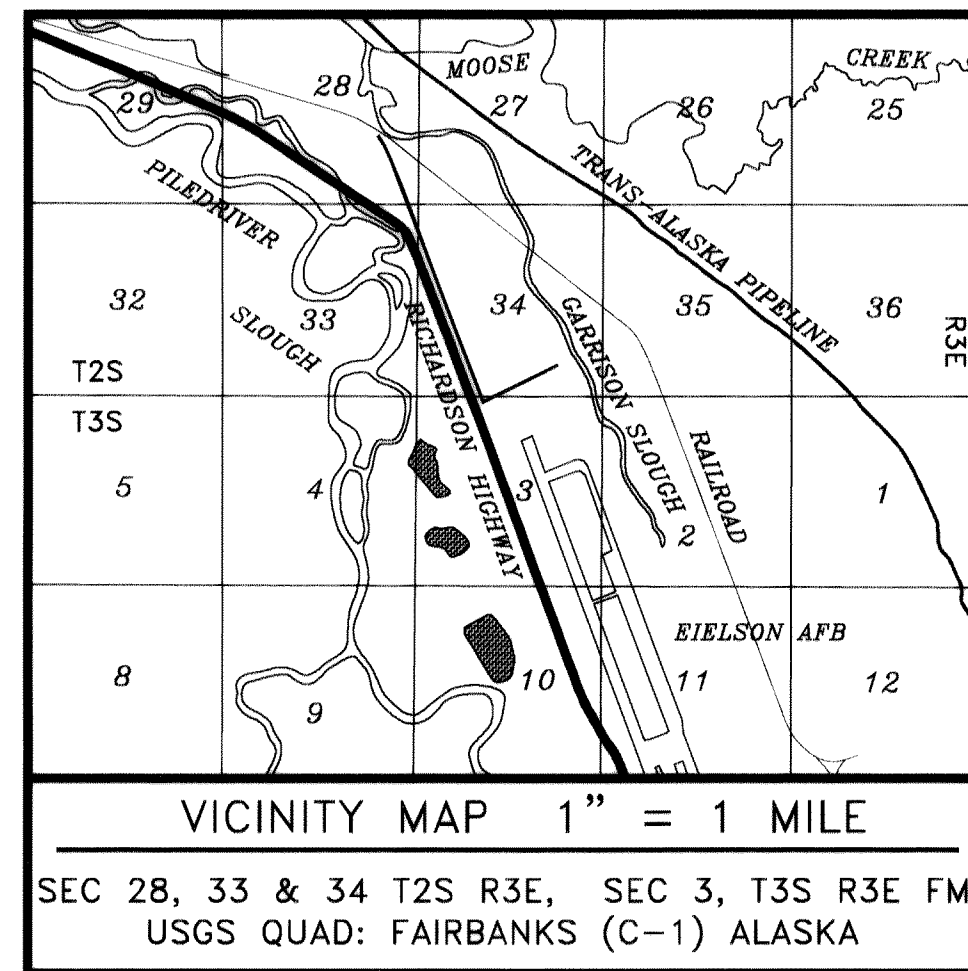 MOOSE
CREEK
28
29
27
26
25
TRANS-ALASKA PIPELINE
PILEDRIVER
SLOUGH
32
33
34
35
36
GARRISON SLOUGH
RICHARDSON HIGHWAY
R3E
T2S
T3S
RAILROAD
5
4
3
2
1
EIELSON AFB
8
9
10
11
12
VICINITY MAP 1" = 1 MILE
SEC 28, 33 & 34 T2S R3E, SEC 3, T3S R3E FM
USGS QUAD: FAIRBANKS (C-1) ALASKA